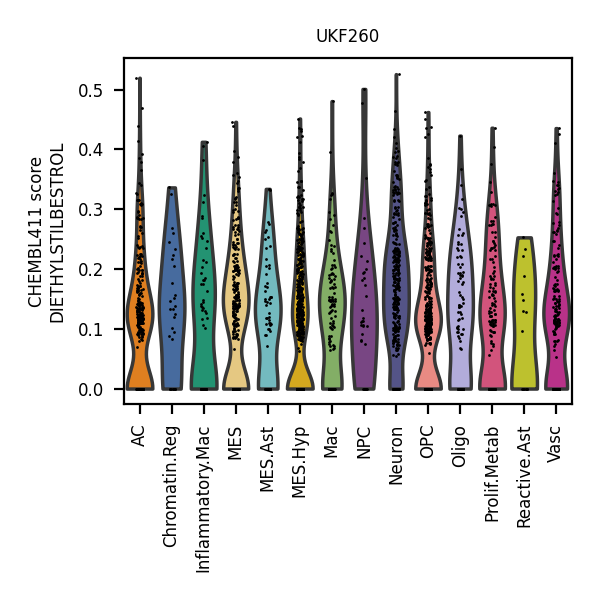 UKF260
CHEMBL411 score
DIETHYLSTILBESTROL
0.5
0.4
0.3
0.2
0.1
0.0
AC
Chromatin.Reg
Inflammatory.Mac
MES
MES.Ast
MES.Hyp
Mac
NPC
Neuron
OPC
Oligo
Prolif.Metab
Reactive.Ast
Vasc